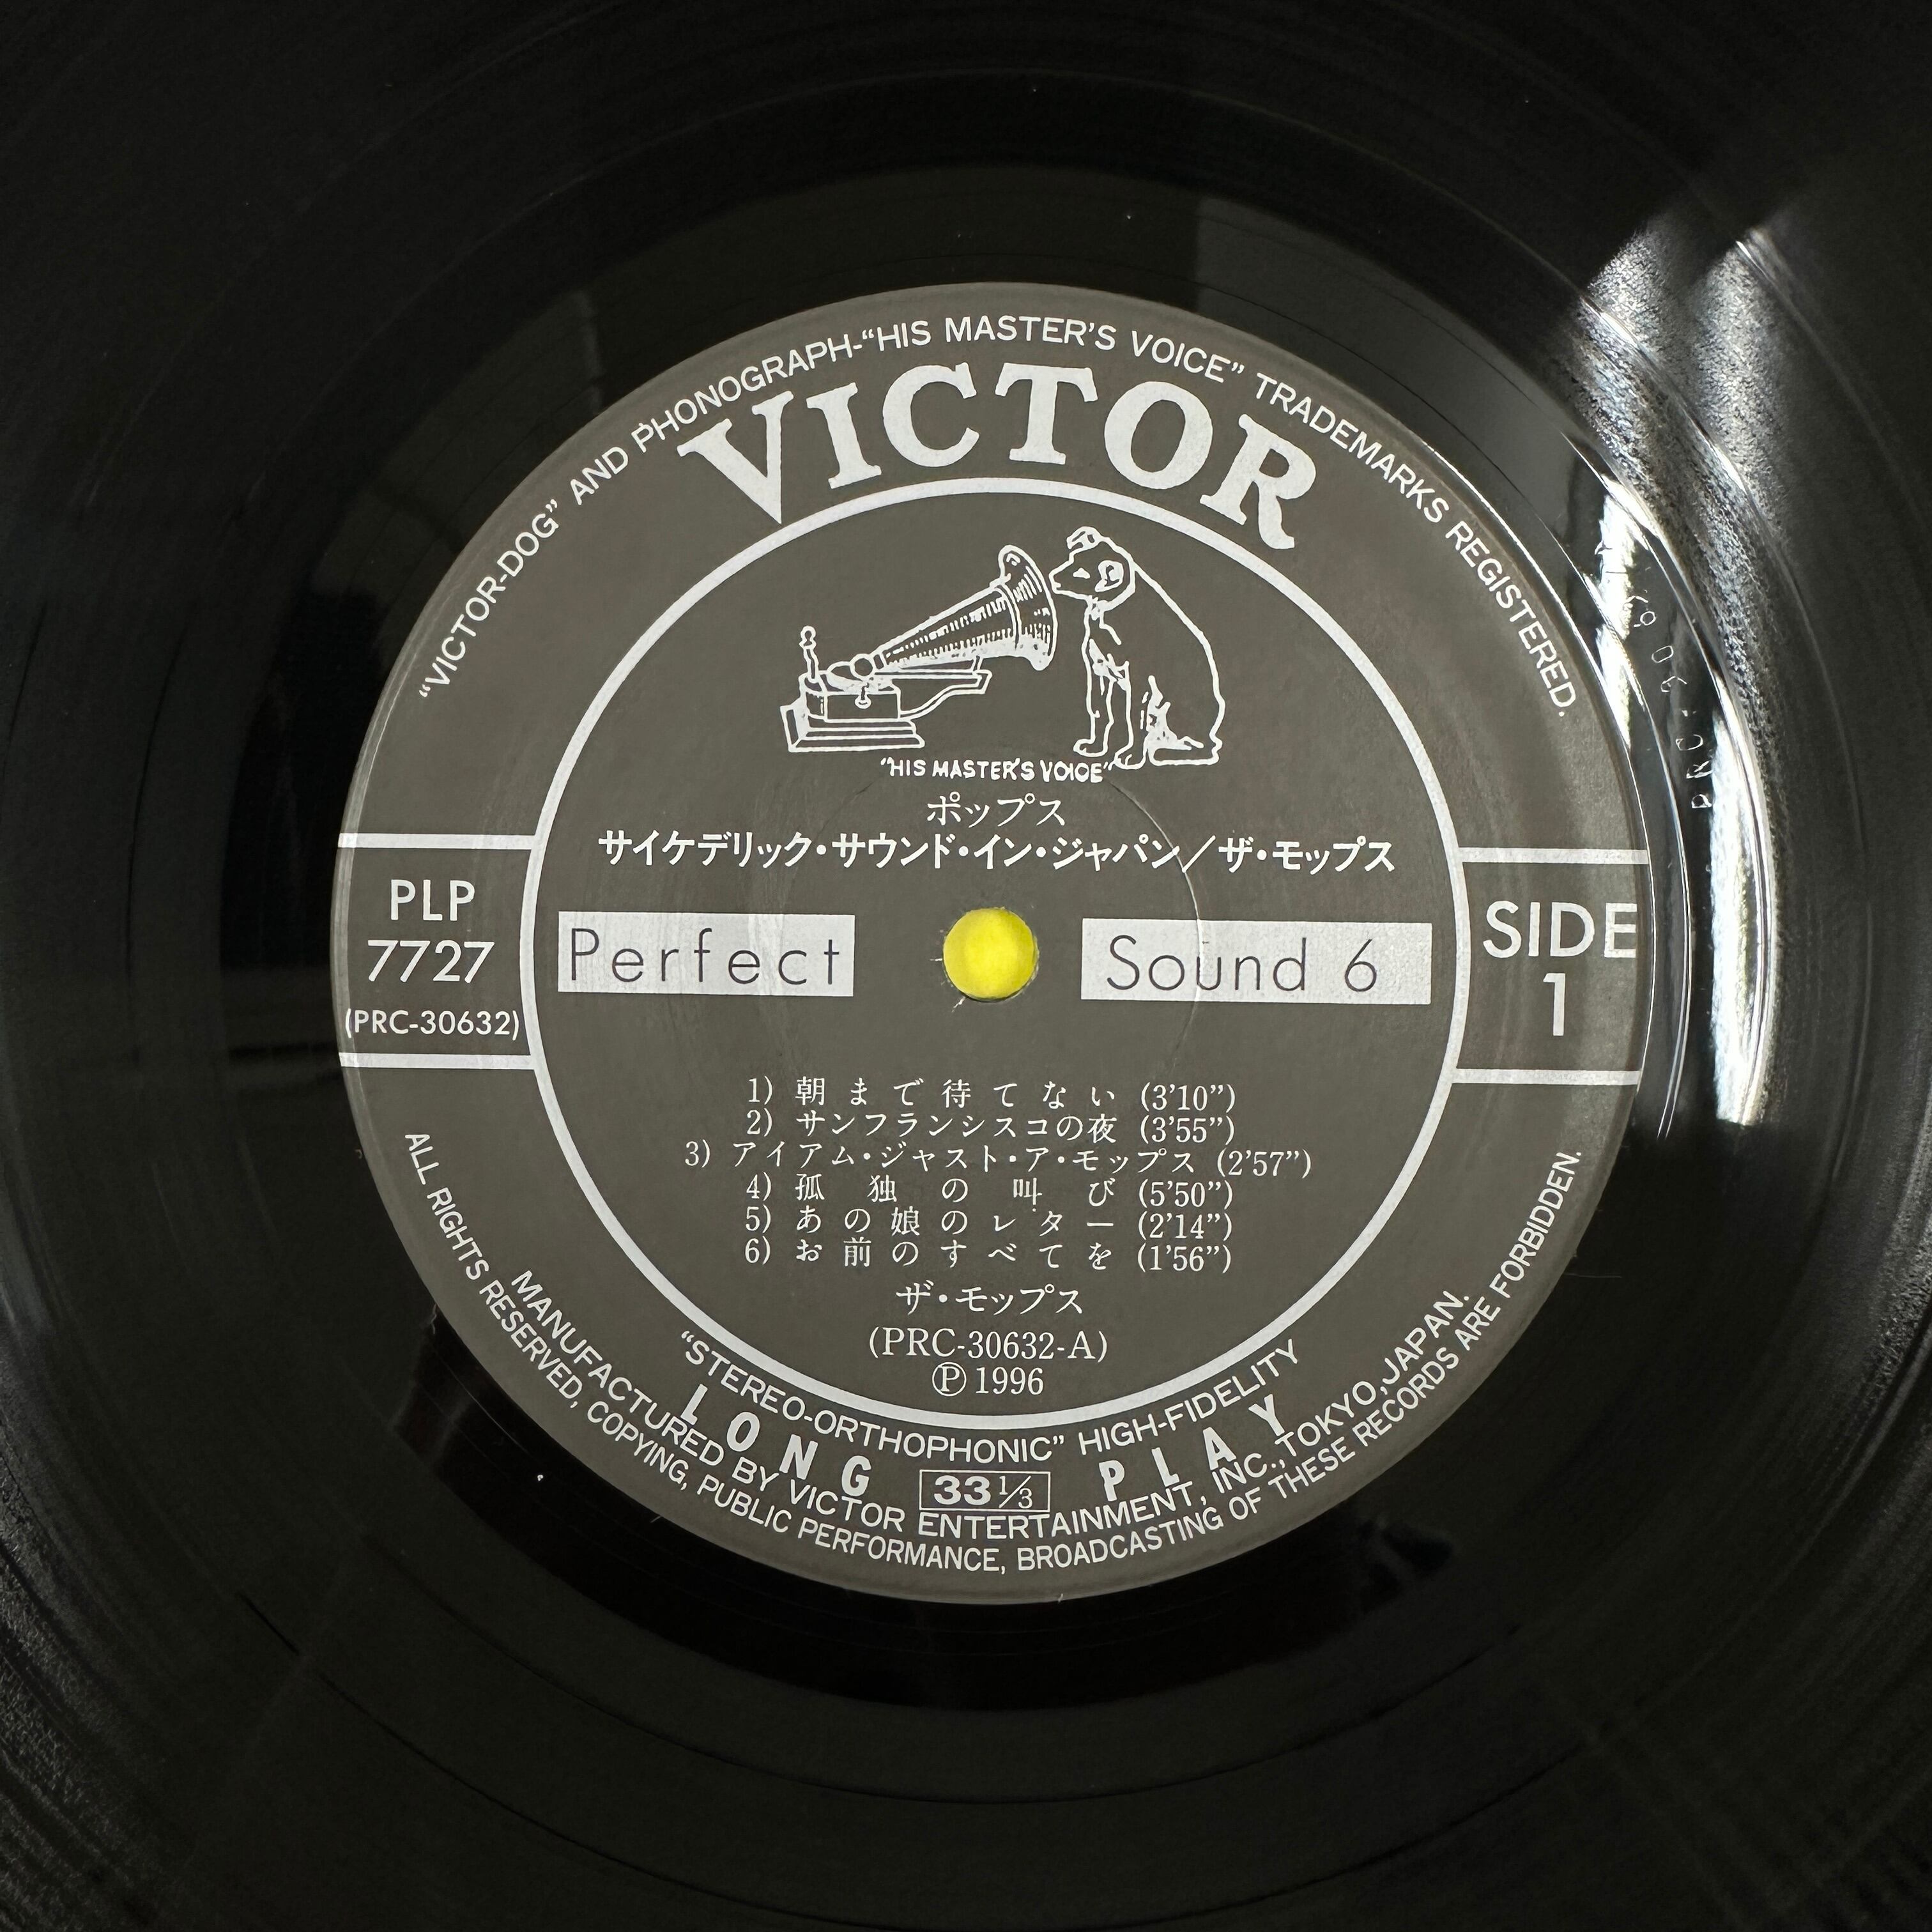 “VICTOR-DOG” AND PHONOGRAPH-“HIS MASTER'S VOICE” TRADEMARKS REGISTERED.
VICTOR
“HIS MASTER'S VOICE”
ポップス
サイケデリック・サウンド・イン・ジャパン／ザ・モップス
PLP
7727
(PRC-30632)
Perfect Sound 6
SIDE
1
1) 朝まで待てない (3'10”)
2) サンフランシスコの夜 (3'55”)
3) アイアム・ジャスト・ア・モップス (2'57”)
4) 孤独の叫び (5'50”)
5) あの娘のレター (2'14”)
6) お前のすべてを (1'56”)
ザ・モップス
(PRC-30632-A)
Ⓟ 1996
“STEREO-ORTHOPHONIC” HIGH-FIDELITY
LONG 33 1/3 PLAY
MANUFACTURED BY VICTOR ENTERTAINMENT, INC., TOKYO, JAPAN.
ALL RIGHTS RESERVED, COPYING, PUBLIC PERFORMANCE, BROADCASTING OF THESE RECORDS ARE FORBIDDEN.